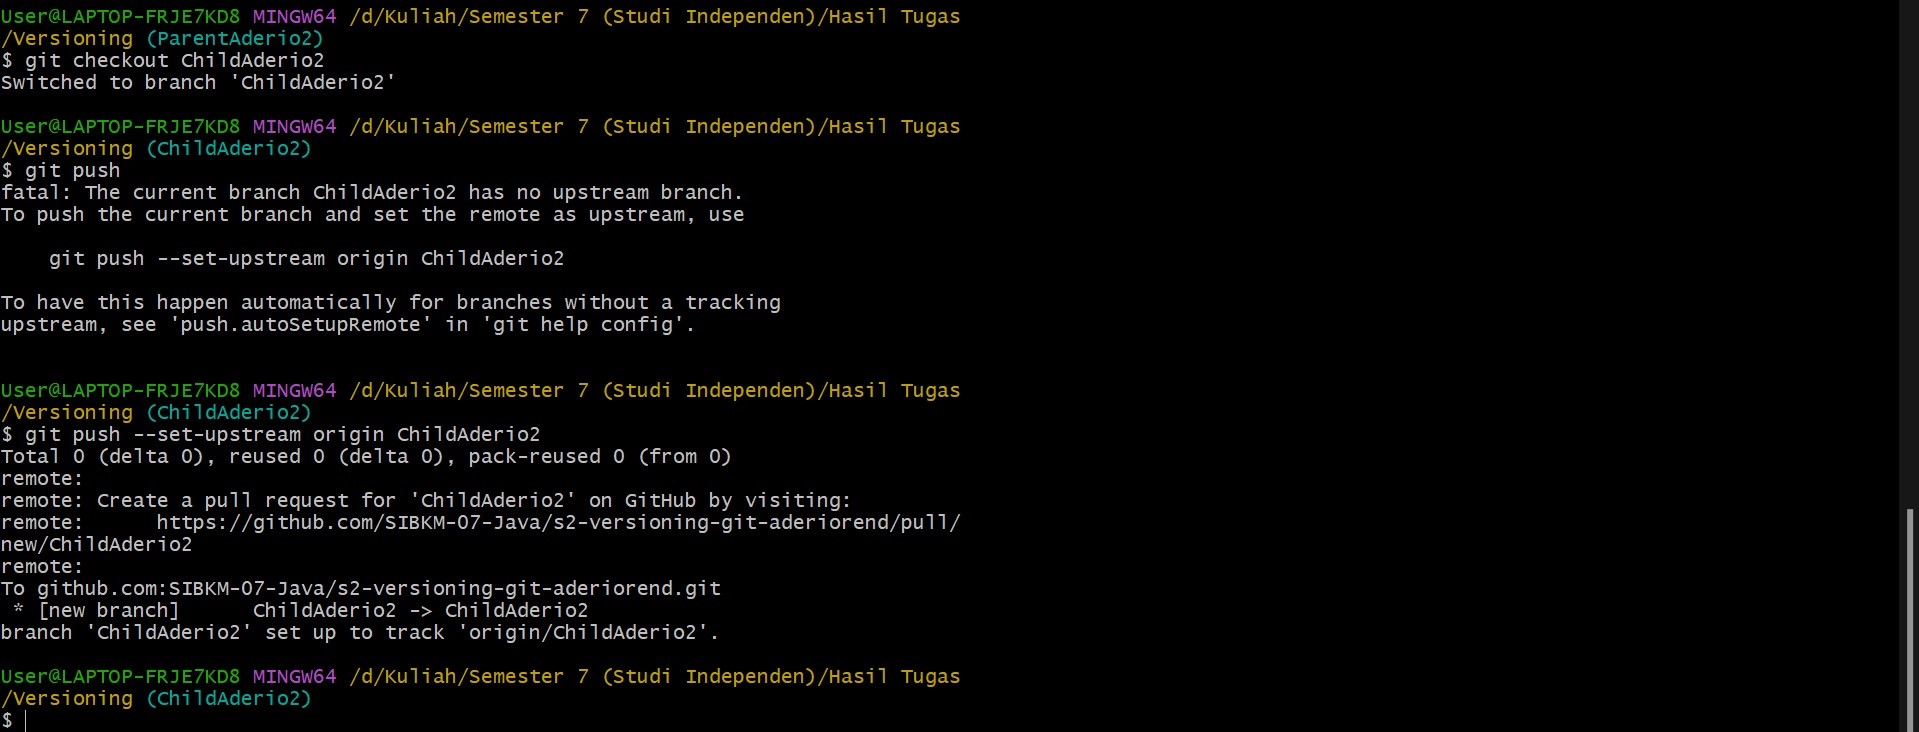 User@LAPTOP-FRJE7KD8 MINGW64 /d/Kuliah/Semester 7 (Studi Independen)/Hasil Tugas
/Versioning (ParentAderio2)
$ git checkout ChildAderio2
Switched to branch 'ChildAderio2'
User@LAPTOP-FRJE7KD8 MINGW64 /d/Kuliah/Semester 7 (Studi Independen)/Hasil Tugas
/Versioning (ChildAderio2)
$ git push
fatal: The current branch ChildAderio2 has no upstream branch.
To push the current branch and set the remote as upstream, use
    git push --set-upstream origin ChildAderio2
To have this happen automatically for branches without a tracking
upstream, see 'push.autoSetupRemote' in 'git help config'.
User@LAPTOP-FRJE7KD8 MINGW64 /d/Kuliah/Semester 7 (Studi Independen)/Hasil Tugas
/Versioning (ChildAderio2)
$ git push --set-upstream origin ChildAderio2
Total 0 (delta 0), reused 0 (delta 0), pack-reused 0 (from 0)
remote:
remote: Create a pull request for 'ChildAderio2' on GitHub by visiting:
remote:      https://github.com/SIBKM-07-Java/s2-versioning-git-aderiorend/pull/
new/ChildAderio2
remote:
To github.com:SIBKM-07-Java/s2-versioning-git-aderiorend.git
 * [new branch]      ChildAderio2 -> ChildAderio2
branch 'ChildAderio2' set up to track 'origin/ChildAderio2'.
User@LAPTOP-FRJE7KD8 MINGW64 /d/Kuliah/Semester 7 (Studi Independen)/Hasil Tugas
/Versioning (ChildAderio2)
$